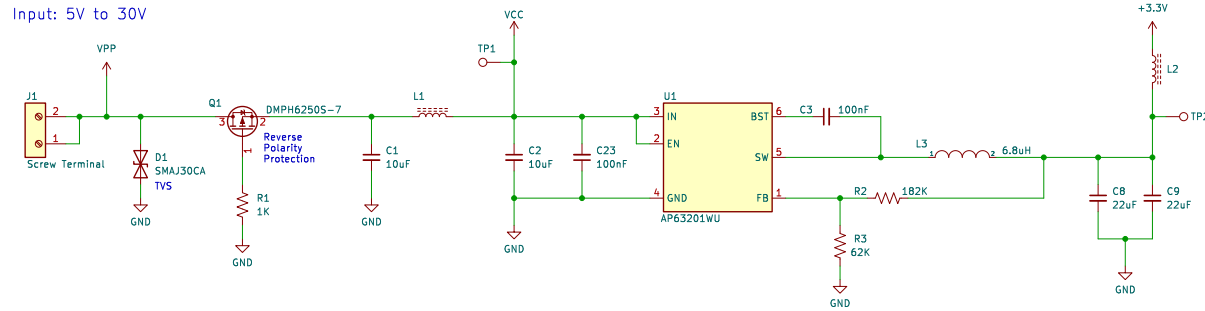 Input: 5V to 30V
VPP
J1
2
1
Screw Terminal
D1
SMAJ30CA
TVS
GND
Q1
3
2
1
DMPH6250S-7
Reverse
Polarity
Protection
R1
1K
GND
C1
10uF
GND
L1
VCC
TP1
C2
10uF
GND
C23
100nF
U1
3
IN
2
EN
4
GND
BST
6
SW
5
FB
1
AP63201WU
C3
100nF
L3
1
2
6.8uH
R2
182K
R3
62K
GND
+3.3V
L2
TP2
C8
22uF
C9
22uF
GND